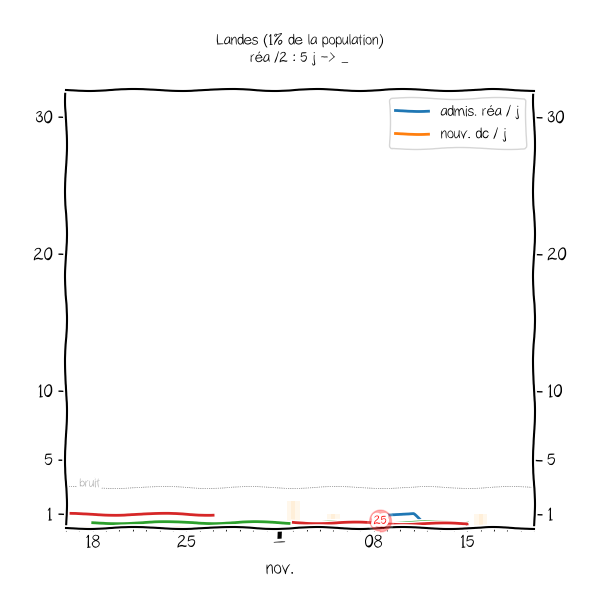 Landes (1% de la population)
réa /2 : 5 j -> _
admis. réa / j
nouv. dc / j
30
30
20
20
10
10
5
5
bruit
1
1
25
18
25
1
08
15
nov.